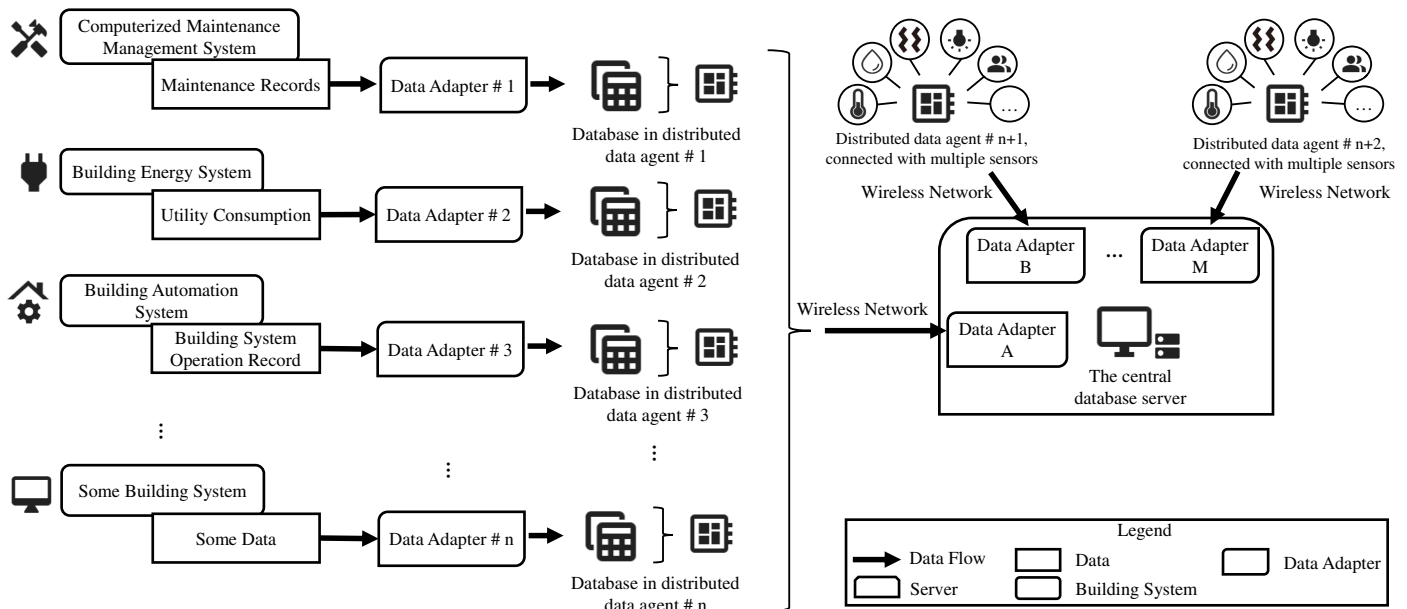 Computerized Maintenance
Management System
Maintenance Records
Data Adapter # 1
Database in distributed
data agent # 1
Building Energy System
Utility Consumption
Data Adapter # 2
Database in distributed
data agent # 2
Building Automation
System
Building System
Operation Record
Data Adapter # 3
Database in distributed
data agent # 3
⋮
⋮
⋮
Some Building System
Some Data
Data Adapter # n
Database in distributed
data agent # n
Wireless Network
...
Distributed data agent # n+1,
connected with multiple sensors
Wireless Network
...
Distributed data agent # n+2,
connected with multiple sensors
Wireless Network
Data Adapter
B
...
Data Adapter
M
Data Adapter
A
The central
database server
Legend
Data Flow
Data
Data Adapter
Server
Building System